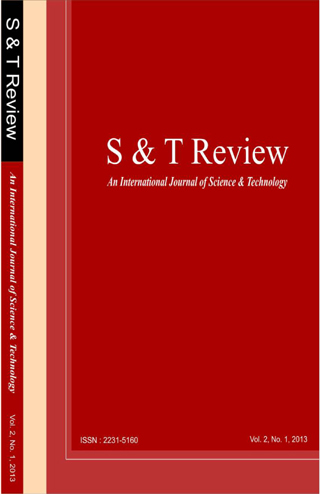 S & T Review
An International Journal of Science & Technology
Vol. 2, No. 1, 2013
S & T Review
An International Journal of Science & Technology
ISSN : 2231-5160
Vol. 2, No. 1, 2013